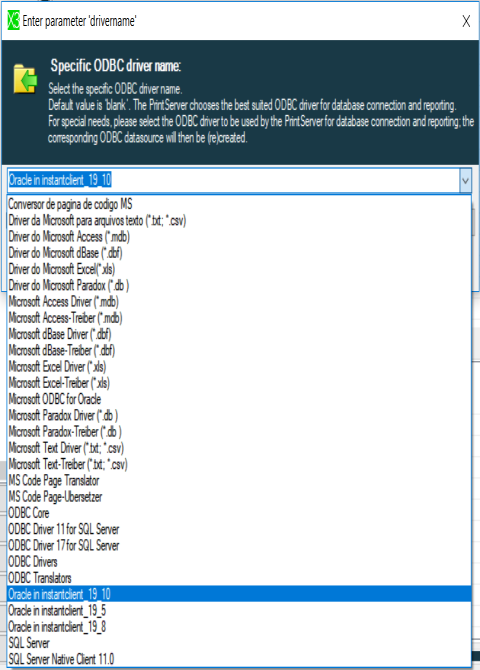 X3 Enter parameter 'drivername' X
Specific ODBC driver name:
Select the specific ODBC driver name.
Default value is 'blank'. The PrintServer chooses the best suited ODBC driver for database connection and reporting.
For special needs, please select the ODBC driver to be used by the PrintServer for database connection and reporting; the
corresponding ODBC datasource will then be (re)created.
Oracle in instantclient_19_10
Conversor de pagina de codigo MS
Driver da Microsoft para arquivos texto (*.txt; *.csv)
Driver do Microsoft Access (*.mdb)
Driver do Microsoft dBase (*.dbf)
Driver do Microsoft Excel(*.xls)
Driver do Microsoft Paradox (*.db )
Microsoft Access Driver (*.mdb)
Microsoft Access-Treiber (*.mdb)
Microsoft dBase Driver (*.dbf)
Microsoft dBase-Treiber (*.dbf)
Microsoft Excel Driver (*.xls)
Microsoft Excel-Treiber (*.xls)
Microsoft ODBC for Oracle
Microsoft Paradox Driver (*.db )
Microsoft Paradox-Treiber (*.db )
Microsoft Text Driver (*.txt; *.csv)
Microsoft Text-Treiber (*.txt; *.csv)
MS Code Page Translator
MS Code Page-Übersetzer
ODBC Core
ODBC Driver 11 for SQL Server
ODBC Driver 17 for SQL Server
ODBC Drivers
ODBC Translators
Oracle in instantclient_19_10
Oracle in instantclient_19_5
Oracle in instantclient_19_8
SQL Server
SQL Server Native Client 11.0